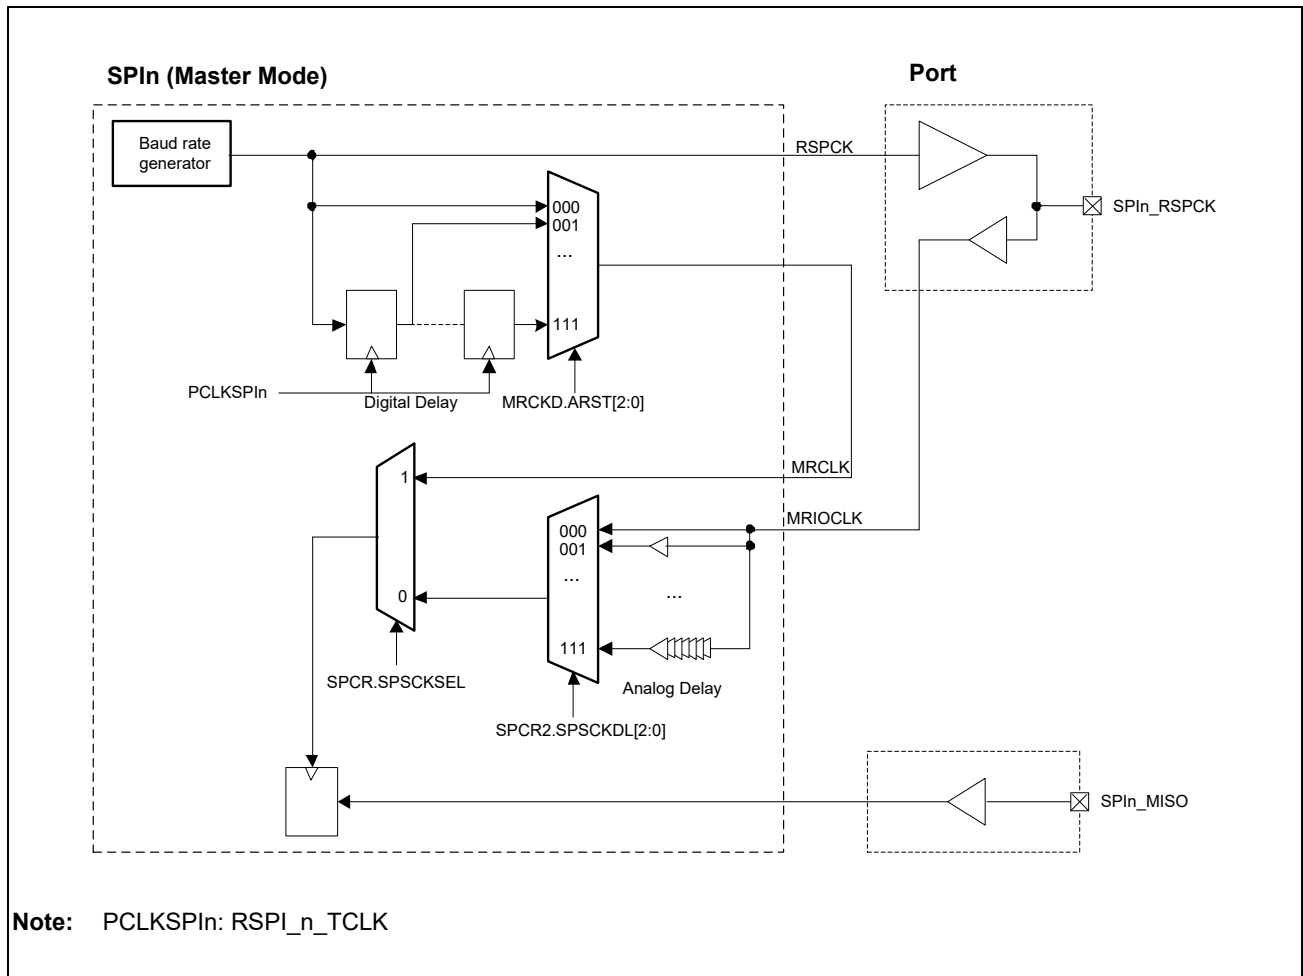 SPIn (Master Mode)
Port
Baud rate
generator
RSPCK
000
001
...
111
SPIn_RSPCK
PCLKSPIn
Digital Delay
MRCKD.ARST[2:0]
MRCLK
1
MRIOCLK
000
001
...
...
0
111
Analog Delay
SPCR.SPSCKSEL
SPCR2.SPSCKDL[2:0]
SPIn_MISO
Note: PCLKSPIn: RSPI_n_TCLK